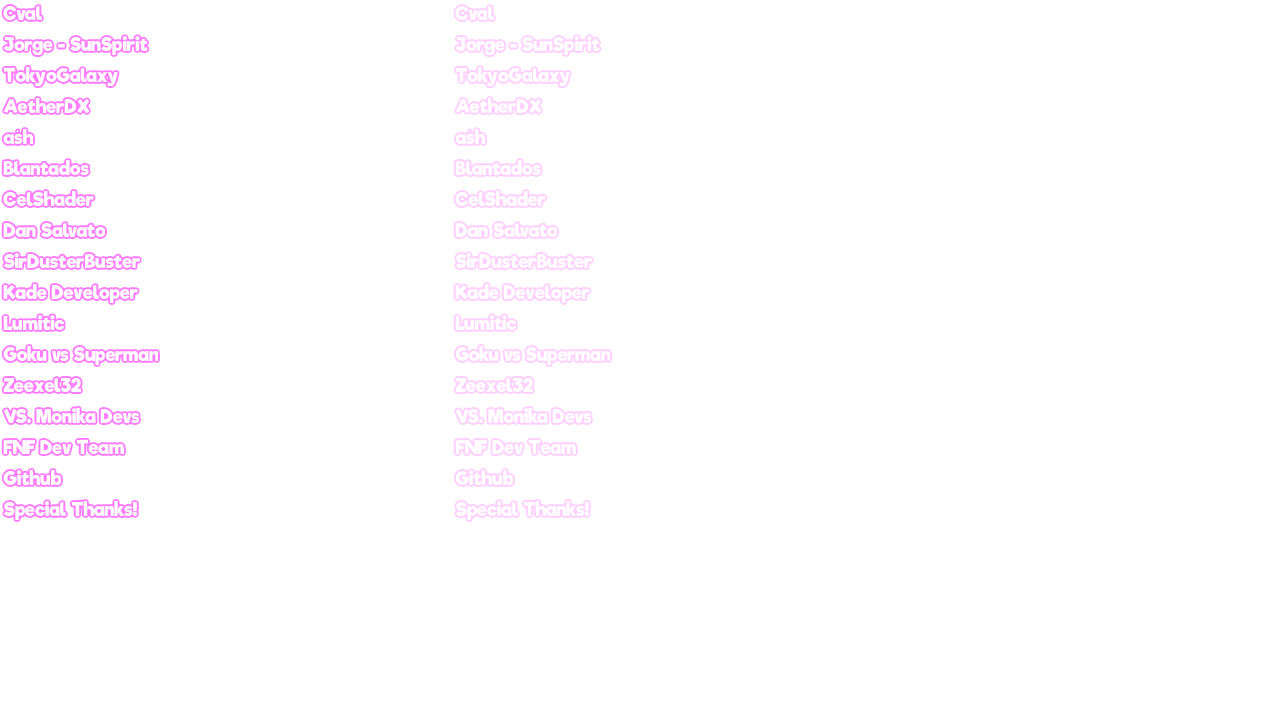 Cval
Jorge - SunSpirit
TokyoGalaxy
AetherDX
aśh
Blantados
CelShader
Dan Salvato
SirDusterBuster
Kade Developer
Lumitic
Goku vs Superman
Zeexel32
VS. Monika Devs
FNF Dev Team
Github
Special Thanks!
Cval
Jorge - SunSpirit
TokyoGalaxy
AetherDX
aśh
Blantados
CelShader
Dan Salvato
SirDusterBuster
Kade Developer
Lumitic
Goku vs Superman
Zeexel32
VS. Monika Devs
FNF Dev Team
Github
Special Thanks!